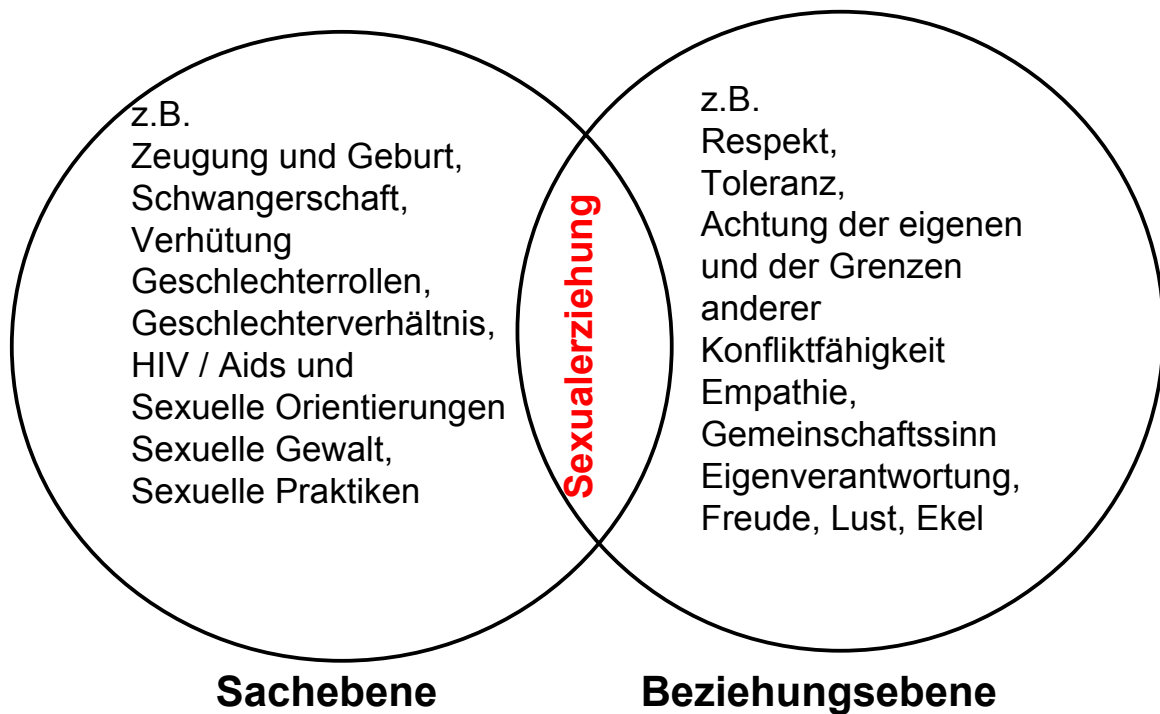 z.B.
Zeugung und Geburt,
Schwangerschaft,
Verhütung
Geschlechterrollen,
Geschlechterverhältnis,
HIV / Aids und
Sexuelle Orientierungen
Sexuelle Gewalt,
Sexuelle Praktiken
Sexualerziehung
z.B.
Respekt,
Toleranz,
Achtung der eigenen
und der Grenzen
anderer
Konfliktfähigkeit
Empathie,
Gemeinschaftssinn
Eigenverantwortung,
Freude, Lust, Ekel
Sachebene
Beziehungsebene